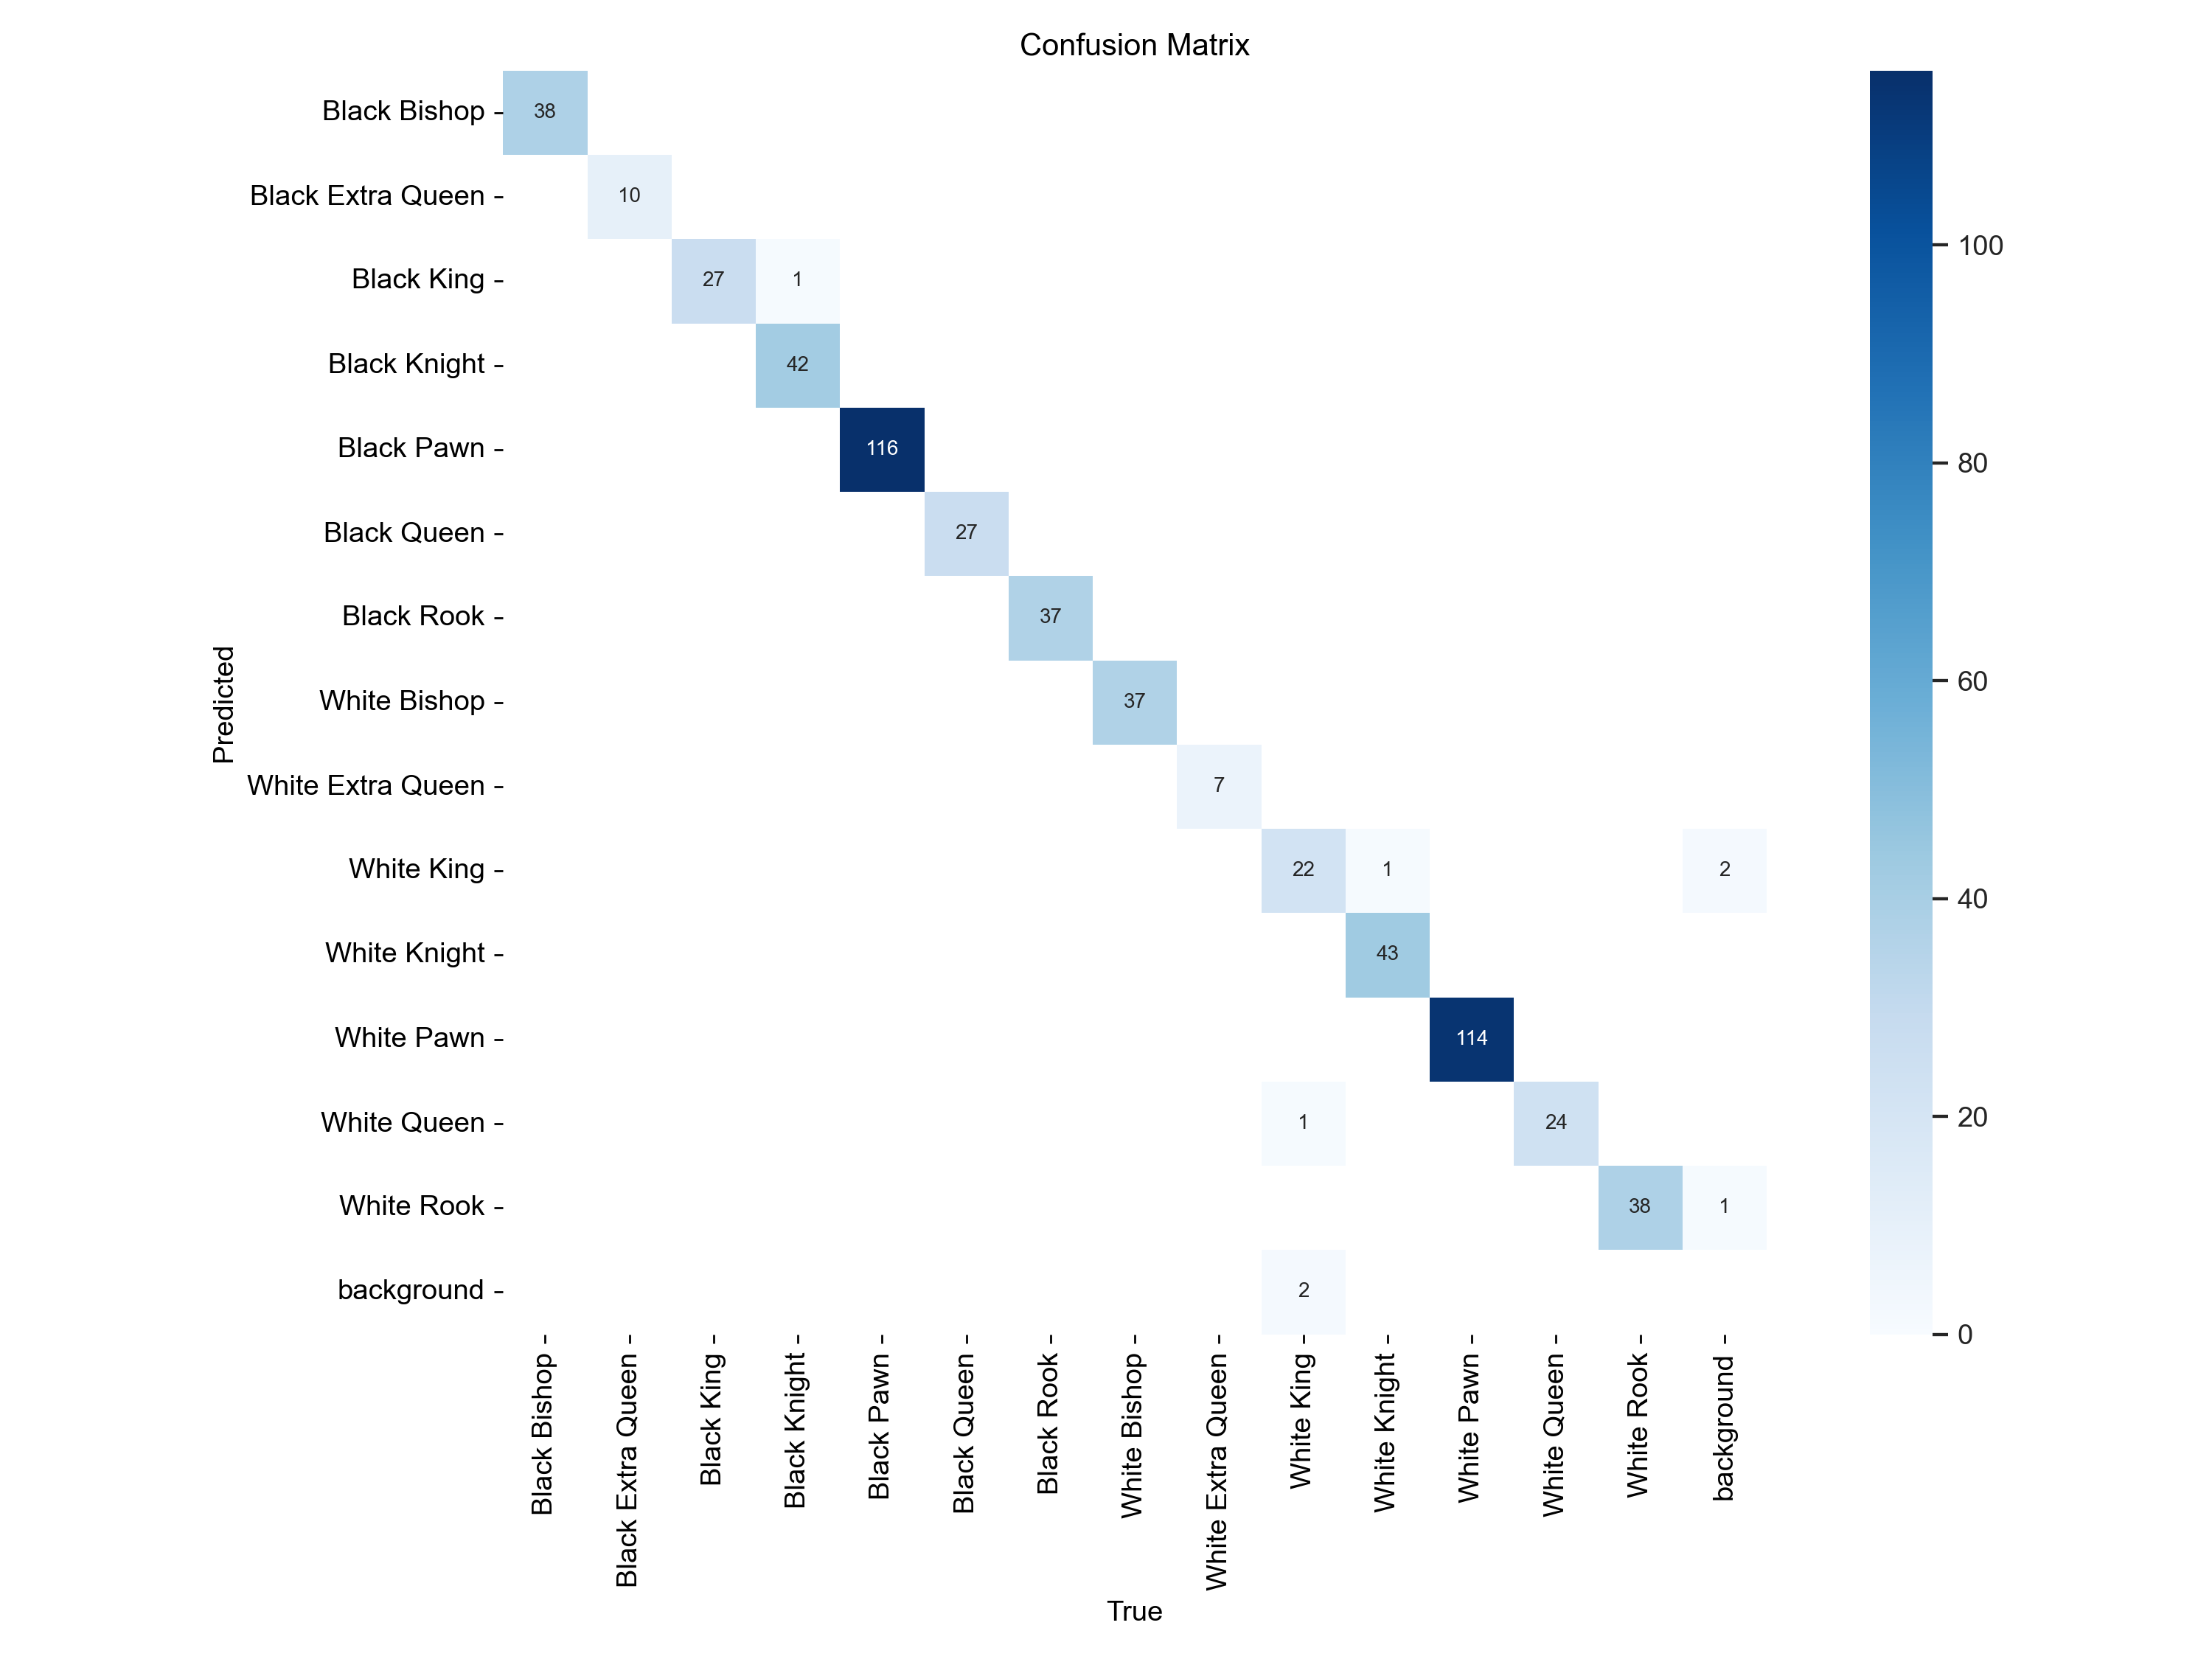 Confusion Matrix
Black Bishop
38
Black Extra Queen
10
Black King
27 1
100
Black Knight
42
Black Pawn
116
80
Black Queen
27
Black Rook
37
Predicted
White Bishop
37
60
White Extra Queen
7
White King
22 1 2
40
White Knight
43
White Pawn
114
White Queen
1 24
20
White Rook
38 1
background
2
0
Black Bishop
Black Extra Queen
Black King
Black Knight
Black Pawn
Black Queen
Black Rook
White Bishop
White Extra Queen
White King
White Knight
White Pawn
White Queen
White Rook
background
True